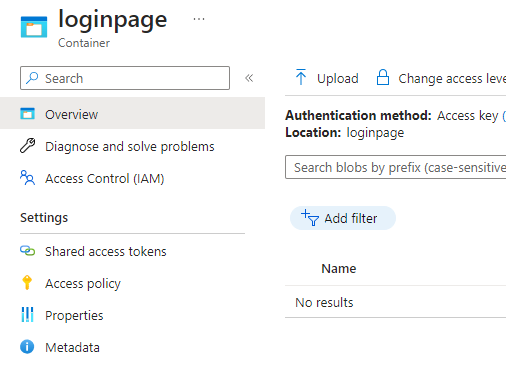 loginpage ...
Container
Search «
Overview
Diagnose and solve problems
Access Control (IAM)
Settings
Shared access tokens
Access policy
Properties
Metadata
Upload Change access leve
Authentication method: Access key (
Location: loginpage
Search blobs by prefix (case-sensitive
Add filter
Name
No results